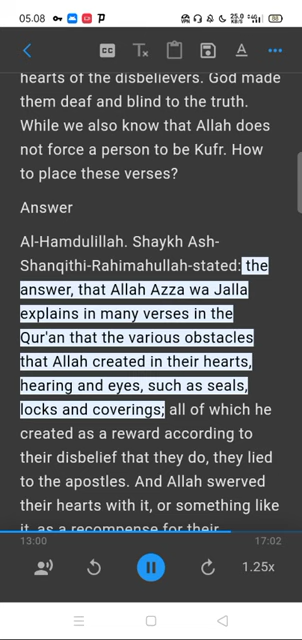 05.08
25.0 KB/S
CC
hearts of the disbelievers. God made
them deaf and blind to the truth.
While we also know that Allah does
not force a person to be Kufr. How
to place these verses?
Answer
Al-Hamdulillah. Shaykh Ash-
Shanqithi-Rahimahullah-stated: the
answer, that Allah Azza wa Jalla
explains in many verses in the
Qur'an that the various obstacles
that Allah created in their hearts,
hearing and eyes, such as seals,
locks and coverings; all of which he
created as a reward according to
their disbelief that they do, they lied
to the apostles. And Allah swerved
their hearts with it, or something like
it, as a recompense for their
13:00
17:02
1.25x